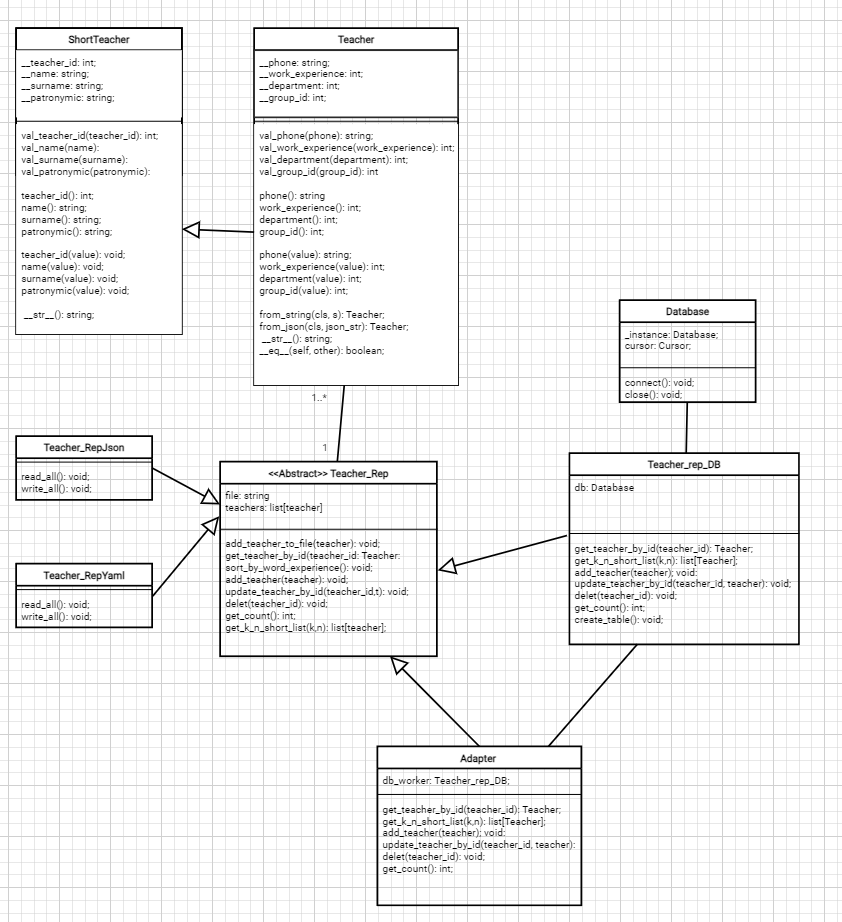 ShortTeacher
__teacher_id: int;
__name: string;
__surname: string;
__patronymic: string;
val_teacher_id(teacher_id): int;
val_name(name):
val_surname(surname):
val_patronymic(patronymic):
teacher_id(): int;
name(): string;
surname(): string;
patronymic(): string;
teacher_id(value): void;
name(value): void;
surname(value): void;
patronymic(value): void;
__str__(): string;
Teacher
__phone: string;
__work_experience: int;
__department: int;
__group_id: int;
val_phone(phone): string;
val_work_experience(work_experience): int;
val_department(department): int;
val_group_id(group_id): int
phone(): string
work_experience(): int;
department(): int;
group_id(): int;
phone(value): string;
work_experience(value): int;
department(value): int;
group_id(value): int;
from_string(cls, s): Teacher;
from_json(cls, json_str): Teacher;
__str__(): string;
__eq__(self, other): boolean;
1..*
1
Database
_instance: Database;
cursor: Cursor;
connect(): void;
close(): void;
Teacher_RepJson
read_all(): void;
write_all(): void;
Teacher_RepYaml
read_all(): void;
write_all(): void;
<<Abstract>> Teacher_Rep
file: string
teachers: list[teacher]
add_teacher_to_file(teacher): void;
get_teacher_by_id(teacher_id: Teacher:
sort_by_word_experience(): void;
add_teacher(teacher): void;
update_teacher_by_id(teacher_id,t): void;
delet(teacher_id): void;
get_count(): int;
get_k_n_short_list(k,n): list[teacher];
Teacher_rep_DB
db: Database
get_teacher_by_id(teacher_id): Teacher;
get_k_n_short_list(k,n): list[Teacher];
add_teacher(teacher); void:
update_teacher_by_id(teacher_id, teacher): void;
delet(teacher_id): void;
get_count(): int;
create_table(): void;
Adapter
db_worker: Teacher_rep_DB;
get_teacher_by_id(teacher_id): Teacher;
get_k_n_short_list(k,n): list[Teacher];
add_teacher(teacher); void:
update_teacher_by_id(teacher_id, teacher):
delet(teacher_id): void;
get_count(): int;